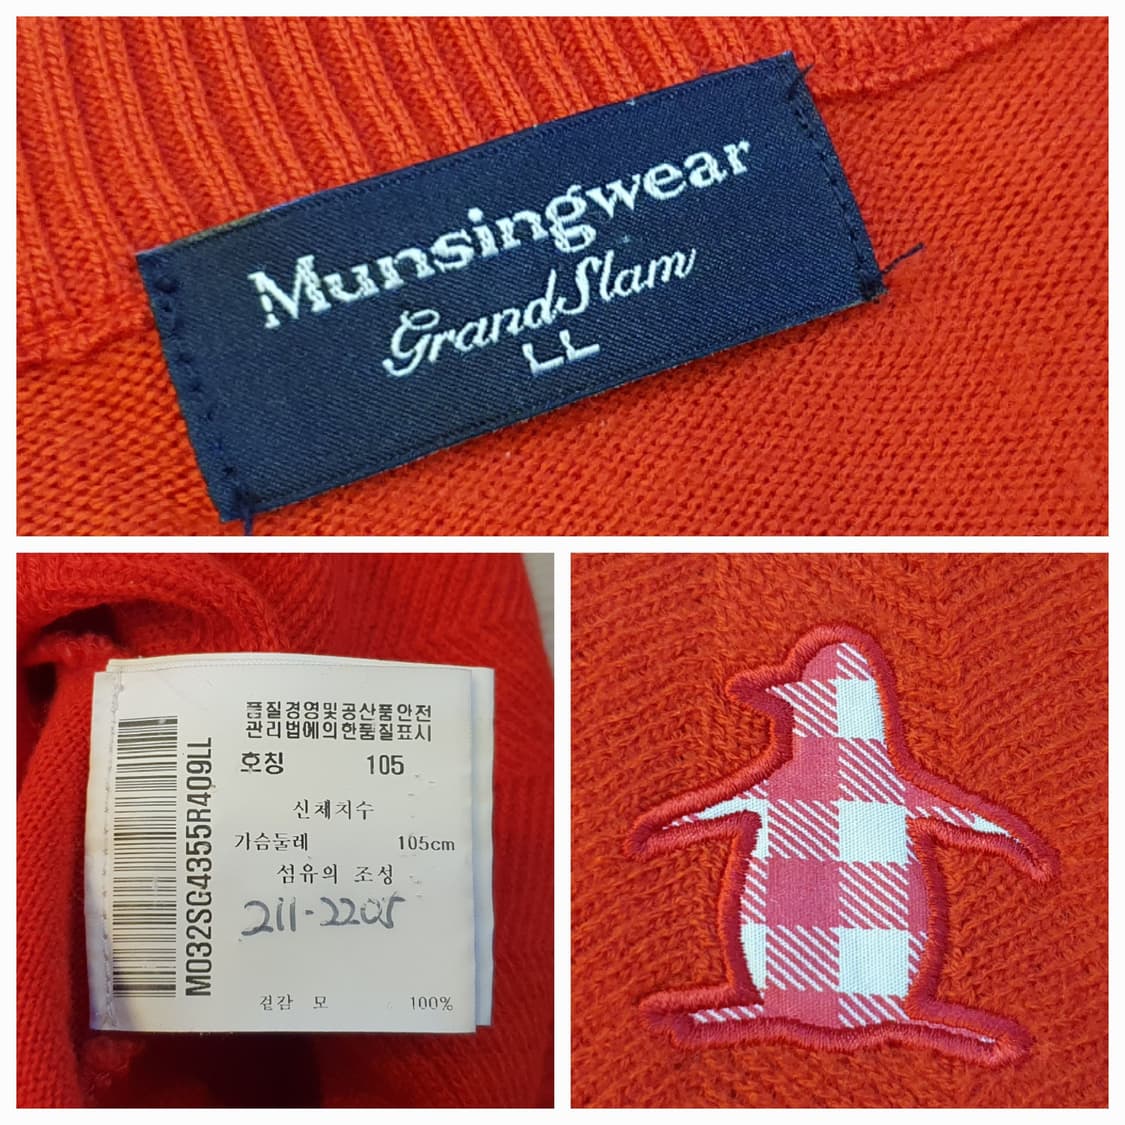 Munsingwear
Grand Slam
LL
M032SG4355R409LL
품질경영및공산품안전
관리법에의한품질표시
호칭 105
신체치수
가슴둘레 105cm
섬유의 조성
211-2205
겉감 모 100%